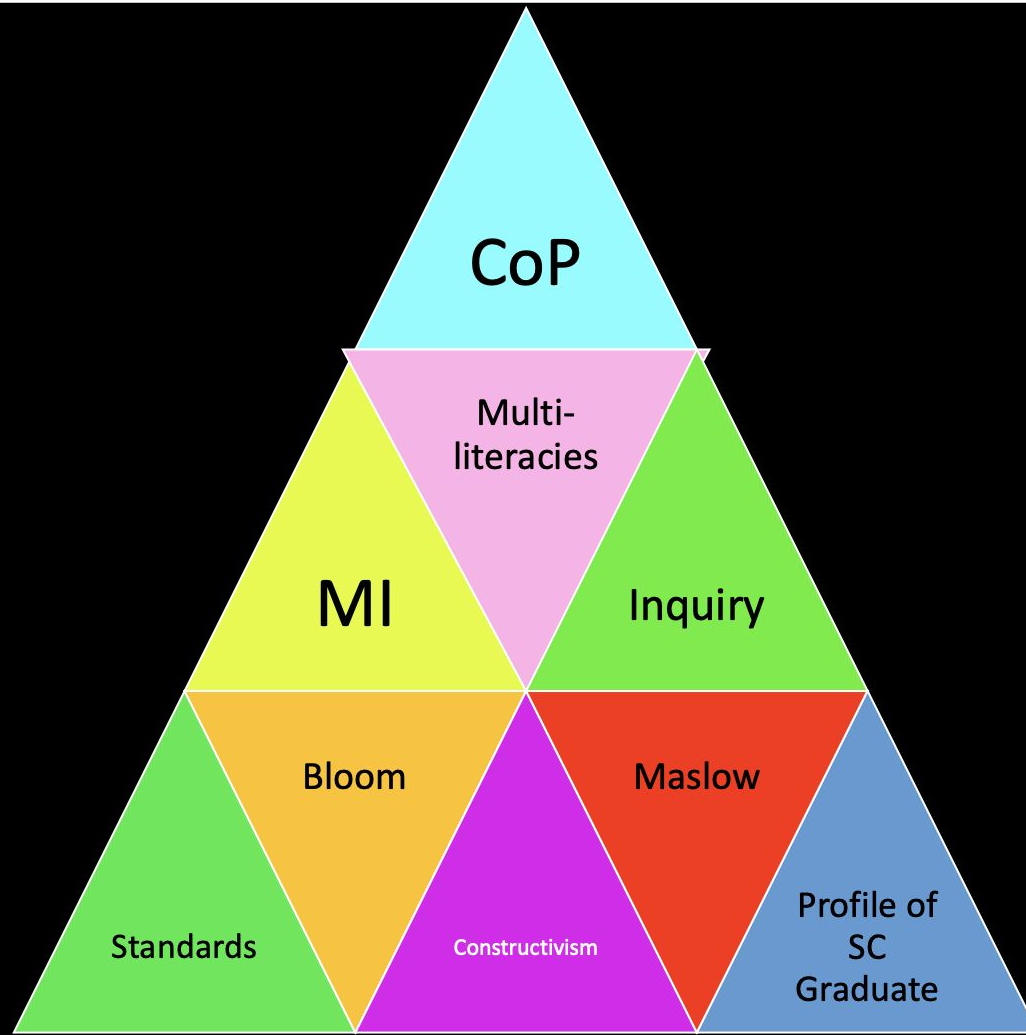 CoP
Multi-
literacies
MI
Inquiry
Bloom
Maslow
Standards
Constructivism
Profile of
SC
Graduate